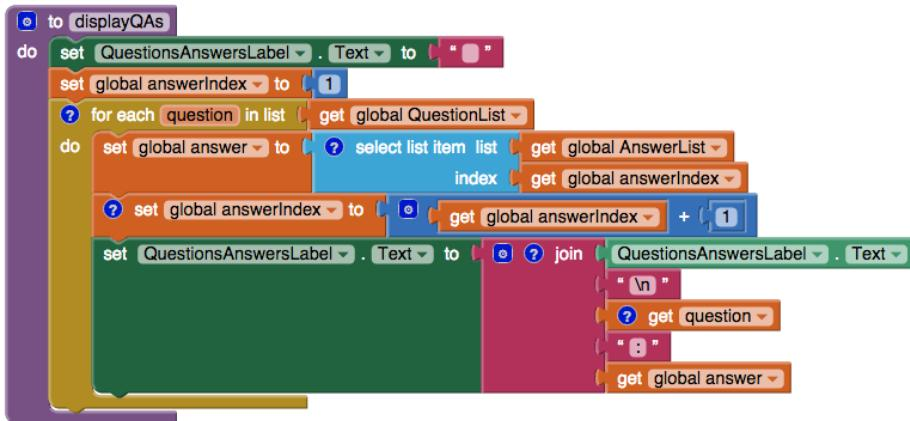 to displayQAs
do set QuestionsAnswersLabel . Text to " "
set global answerIndex to 1
? for each question in list get global QuestionList
do set global answer to ? select list item list get global AnswerList
index get global answerIndex
? set global answerIndex to get global answerIndex + 1
set QuestionsAnswersLabel . Text to ? join QuestionsAnswersLabel . Text
" \n "
? get question
" : "
get global answer